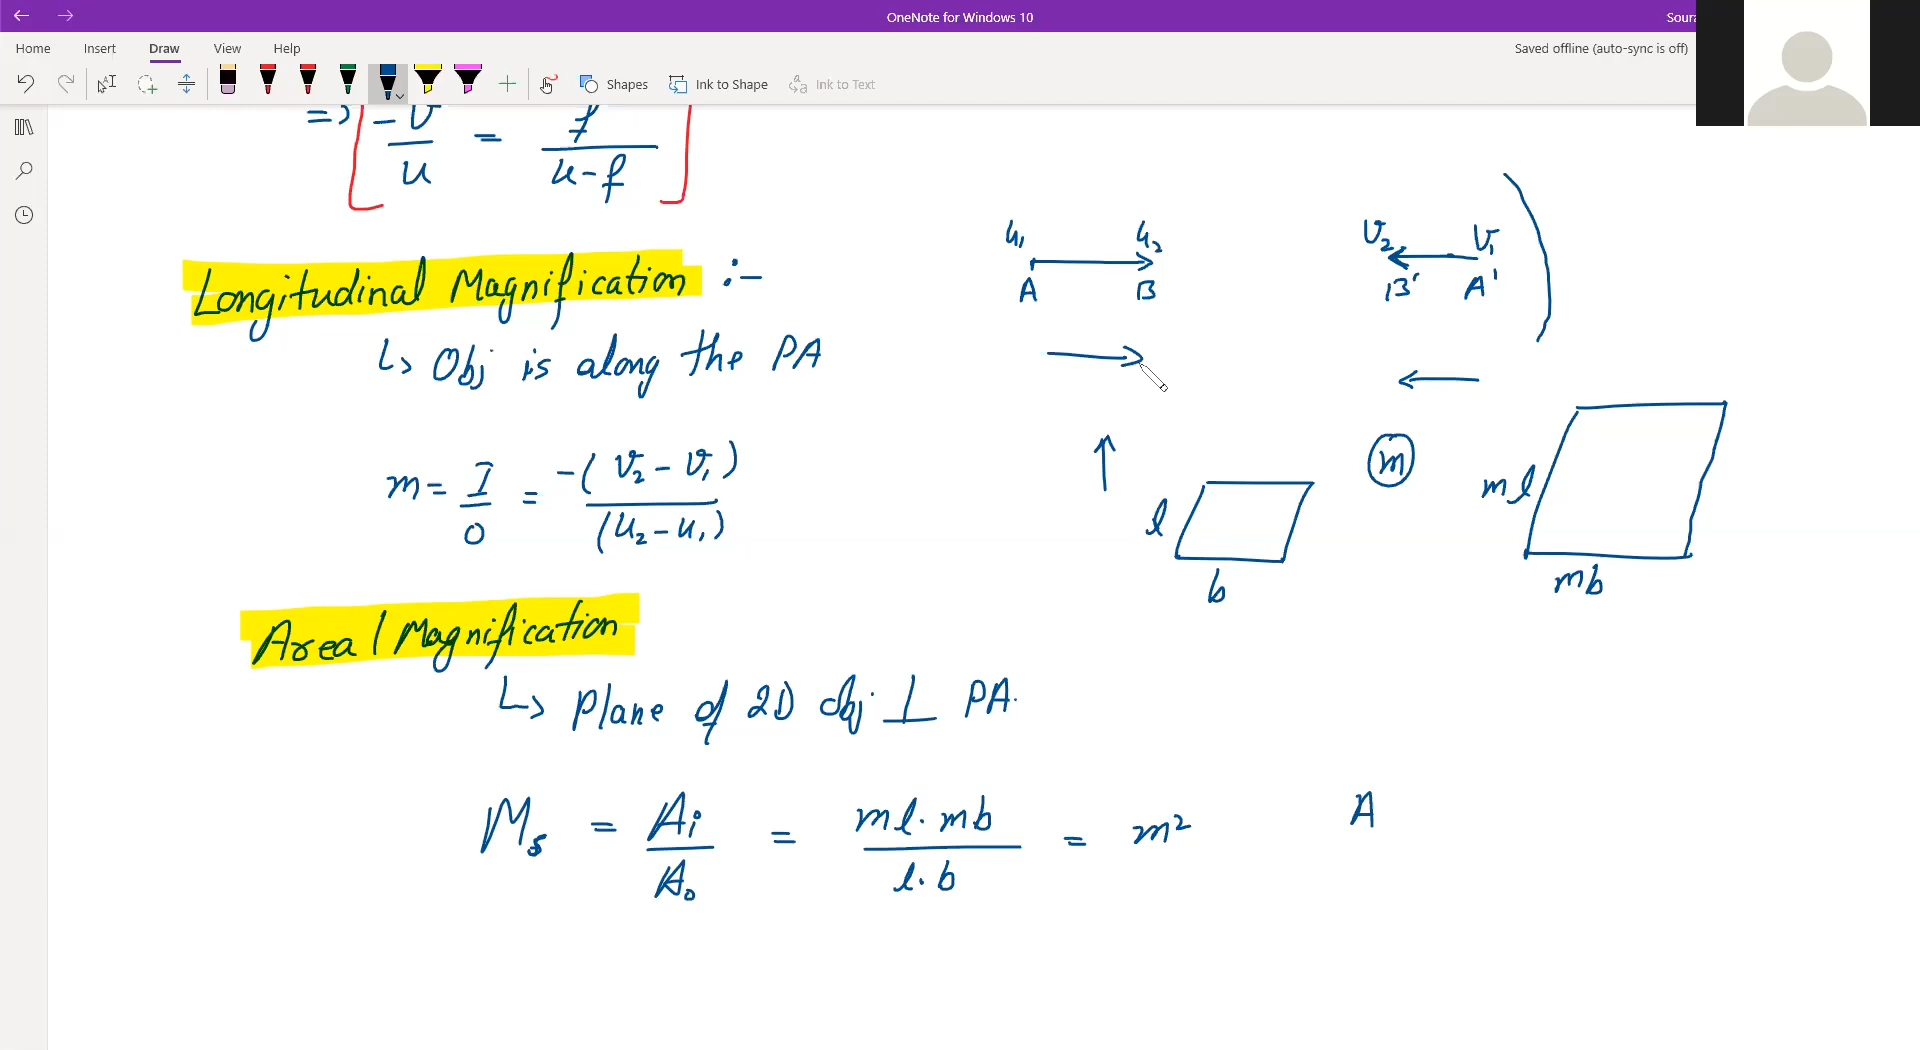 OneNote for Windows 10
Soura
Home Insert Draw View Help
Saved offline (auto-sync is off)
Shapes Ink to Shape Ink to Text
=> -v/u = f/u-f
u₁ u₂ v₂ v₁
A B B' A'
Longitudinal Magnification :-
↳ Obj is along the PA
m = I/O = -(v₂ - v₁)/(u₂ - u₁)
m
l ml
b mb
Area / Magnification
↳ Plane of 2D obj ⊥ PA.
Ms = Ai/Ao = ml.mb/l.b = m²
A